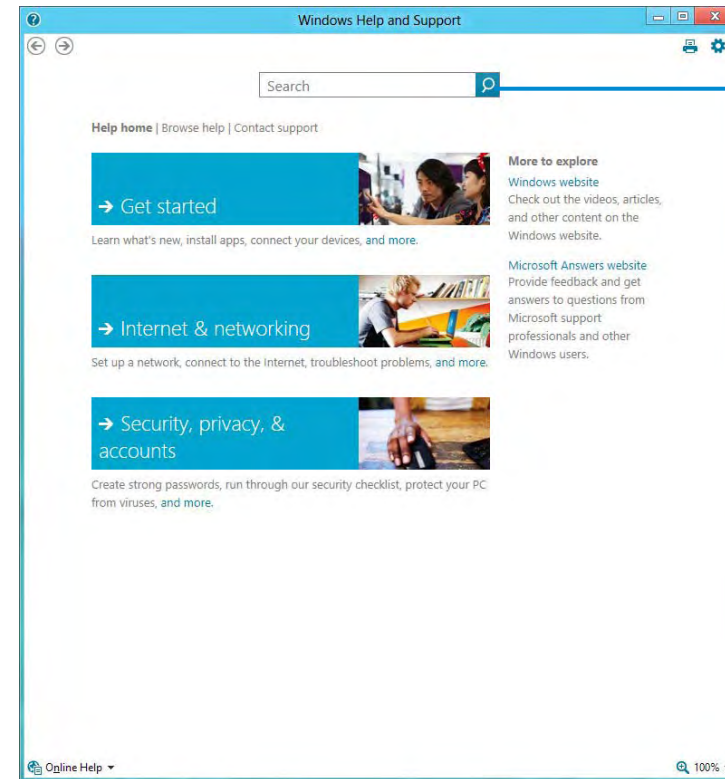 Windows Help and Support
Search
Help home | Browse help | Contact support
→ Get started
Learn what's new, install apps, connect your devices, and more.
→ Internet & networking
Set up a network, connect to the Internet, troubleshoot problems, and more.
→ Security, privacy, &
accounts
Create strong passwords, run through our security checklist, protect your PC
from viruses, and more.
More to explore
Windows website
Check out the videos, articles,
and other content on the
Windows website.
Microsoft Answers website
Provide feedback and get
answers to questions from
Microsoft support
professionals and other
Windows users.
Online Help
100%